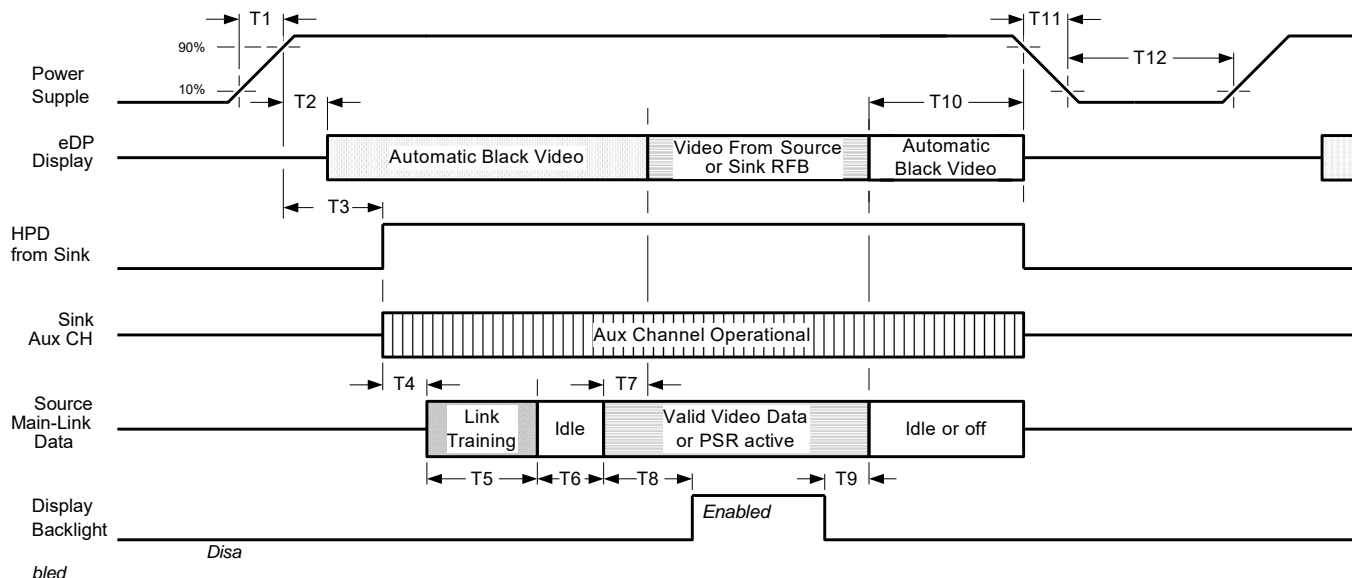 T1
T11
90%
T12
Power
Supple
10%
T2
T10
eDP
Display
Automatic Black Video
Video From Source
or Sink RFB
Automatic
Black Video
T3
HPD
from Sink
Sink
Aux CH
Aux Channel Operational
T4
T7
Source
Main-Link
Data
Link
Training
Idle
Valid Video Data
or PSR active
Idle or off
T5
T6
T8
T9
Display
Backlight
Enabled
Disa
bled